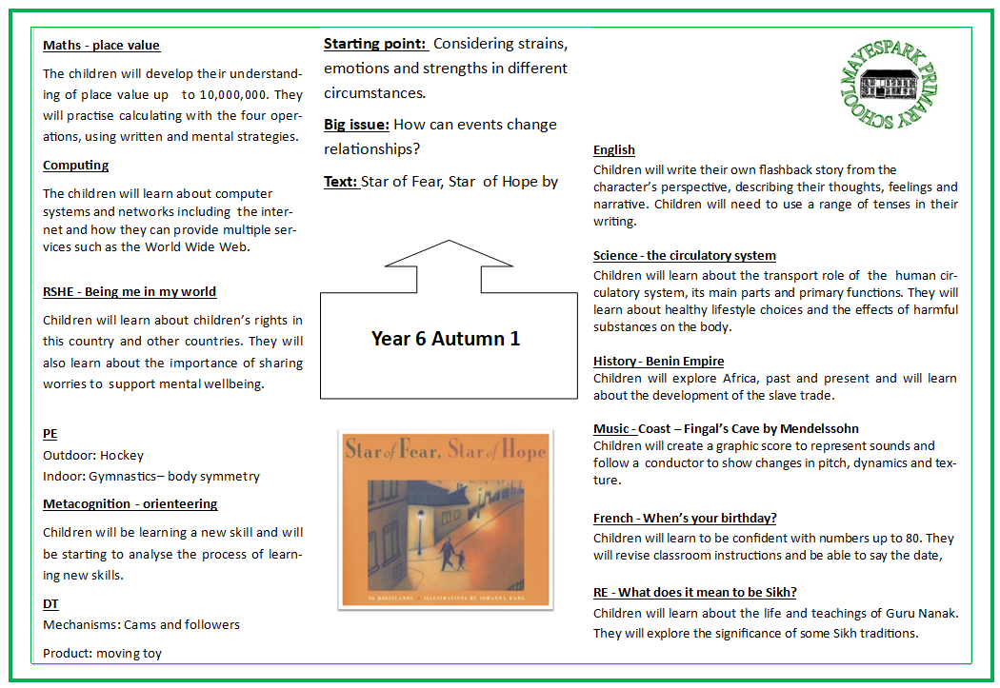 Maths - place value
The children will develop their understand-
ing of place value up to 10,000,000. They
will practise calculating with the four oper-
ations, using written and mental strategies.
Computing
The children will learn about computer
systems and networks including the inter-
net and how they can provide multiple ser-
vices such as the World Wide Web.
RSHE - Being me in my world
Children will learn about children's rights in
this country and other countries. They will
also learn about the importance of sharing
worries to support mental wellbeing.
PE
Outdoor: Hockey
Indoor: Gymnastics– body symmetry
Metacognition - orienteering
Children will be learning a new skill and will
be starting to analyse the process of learn-
ing new skills.
DT
Mechanisms: Cams and followers
Product: moving toy
Starting point: Considering strains,
emotions and strengths in different
circumstances.
Big issue: How can events change
relationships?
Text: Star of Fear, Star of Hope by
Year 6 Autumn 1
Star of Fear, Star of Hope
JO HOESTLANDT • ILLUSTRATIONS BY JOHANNA KANG
MAYESPARK PRIMARY SCHOOL
English
Children will write their own flashback story from the
character's perspective, describing their thoughts, feelings and
narrative. Children will need to use a range of tenses in their
writing.
Science - the circulatory system
Children will learn about the transport role of the human cir-
culatory system, its main parts and primary functions. They will
learn about healthy lifestyle choices and the effects of harmful
substances on the body.
History - Benin Empire
Children will explore Africa, past and present and will learn
about the development of the slave trade.
Music - Coast – Fingal's Cave by Mendelssohn
Children will create a graphic score to represent sounds and
follow a conductor to show changes in pitch, dynamics and tex-
ture.
French - When's your birthday?
Children will learn to be confident with numbers up to 80. They
will revise classroom instructions and be able to say the date,
RE - What does it mean to be Sikh?
Children will learn about the life and teachings of Guru Nanak.
They will explore the significance of some Sikh traditions.